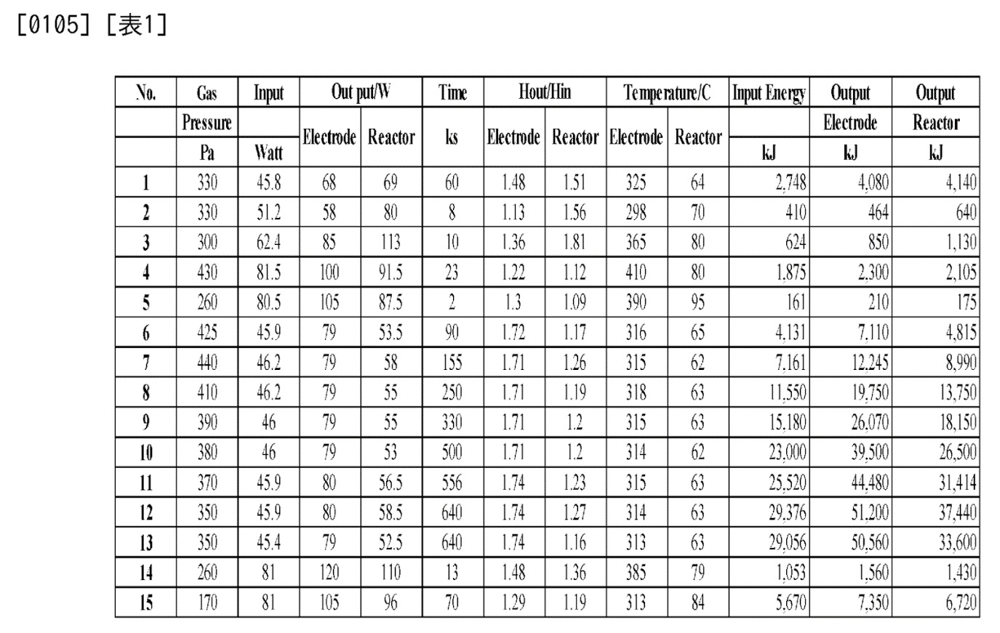 [0105] [表1]
No. Gas Input Out put/W Time Hout/Hin Temperature/C Input Energy Output Output
Pressure Electrode Reactor ks Electrode Reactor Electrode Reactor Electrode Reactor
Pa Watt kJ kJ kJ
1 330 45.8 68 69 60 1.48 1.51 325 64 2,748 4,080 4,140
2 330 51.2 58 80 8 1.13 1.56 298 70 410 464 640
3 300 62.4 85 113 10 1.36 1.81 365 80 624 850 1,130
4 430 81.5 100 91.5 23 1.22 1.12 410 80 1,875 2,300 2,105
5 260 80.5 105 87.5 2 1.3 1.09 390 95 161 210 175
6 425 45.9 79 53.5 90 1.72 1.17 316 65 4,131 7,110 4,815
7 440 46.2 79 58 155 1.71 1.26 315 62 7,161 12,245 8,990
8 410 46.2 79 55 250 1.71 1.19 318 63 11,550 19,750 13,750
9 390 46 79 55 330 1.71 1.2 315 63 15,180 26,070 18,150
10 380 46 79 53 500 1.71 1.2 314 62 23,000 39,500 26,500
11 370 45.9 80 56.5 556 1.74 1.23 315 63 25,520 44,480 31,414
12 350 45.9 80 58.5 640 1.74 1.27 314 63 29,376 51,200 37,440
13 350 45.4 79 52.5 640 1.74 1.16 313 63 29,056 50,560 33,600
14 260 81 120 110 13 1.48 1.36 385 79 1,053 1,560 1,430
15 170 81 105 96 70 1.29 1.19 313 84 5,670 7,350 6,720